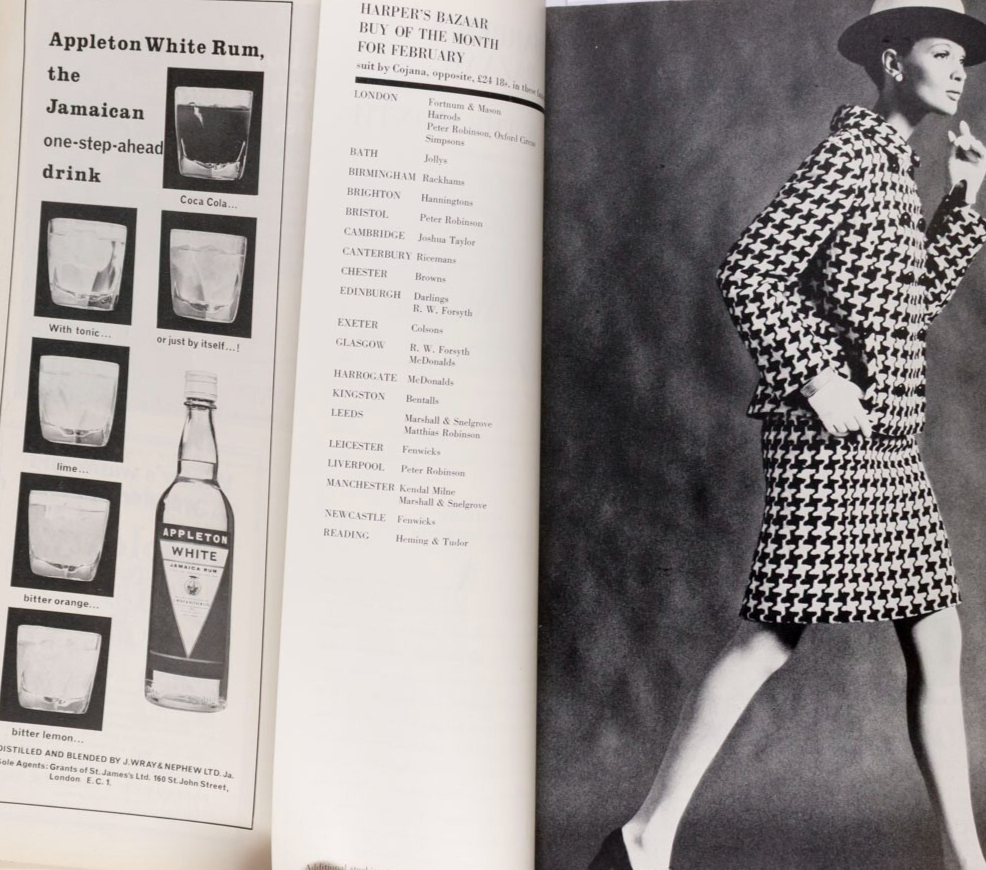 Appleton White Rum,
the
Jamaican
one-step-ahead
drink
Coca Cola...
With tonic...
or just by itself...!
lime...
bitter orange...
bitter lemon...
APPLETON
WHITE
JAMAICA RUM
DISTILLED AND BLENDED BY J. WRAY & NEPHEW LTD. Ja.
Sole Agents: Grants of St. James's Ltd. 160 St. John Street,
London E.C.1.
HARPER'S BAZAAR
BUY OF THE MONTH
FOR FEBRUARY
suit by Cojana, opposite, £24 18s. in these
LONDON Fortnum & Mason
Harrods
Peter Robinson, Oxford Circus
Simpsons
BATH Jollys
BIRMINGHAM Rackhams
BRIGHTON Hanningtons
BRISTOL Peter Robinson
CAMBRIDGE Joshua Taylor
CANTERBURY Ricemans
CHESTER Browns
EDINBURGH Darlings
R. W. Forsyth
EXETER Colsons
GLASGOW R. W. Forsyth
McDonalds
HARROGATE McDonalds
KINGSTON Bentalls
LEEDS Marshall & Snelgrove
Matthias Robinson
LEICESTER Fenwicks
LIVERPOOL Peter Robinson
MANCHESTER Kendal Milne
Marshall & Snelgrove
NEWCASTLE Fenwicks
READING Heming & Tudor
Additional